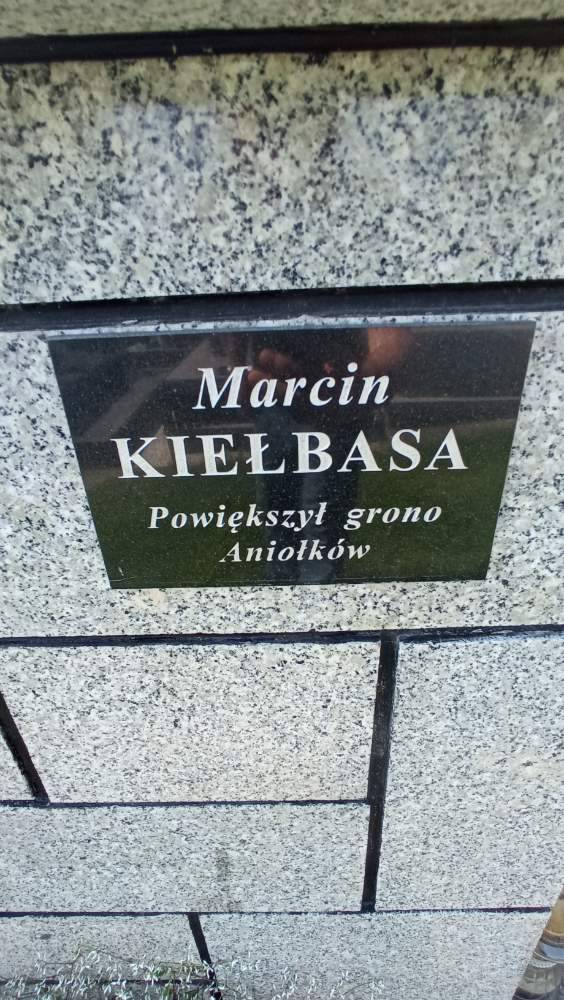 Marcin
KIEŁBASA
Powiększył grono
Aniołków